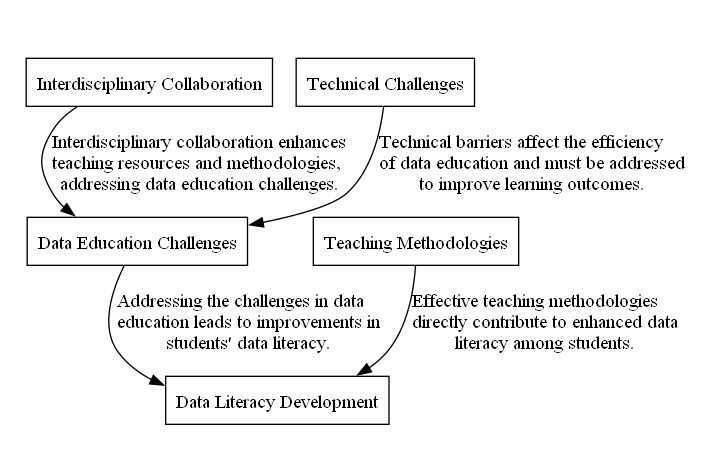 Interdisciplinary Collaboration
Technical Challenges
Interdisciplinary collaboration enhances
teaching resources and methodologies,
addressing data education challenges.
Technical barriers affect the efficiency
of data education and must be addressed
to improve learning outcomes.
Data Education Challenges
Teaching Methodologies
Addressing the challenges in data
education leads to improvements in
students' data literacy.
Effective teaching methodologies
directly contribute to enhanced data
literacy among students.
Data Literacy Development